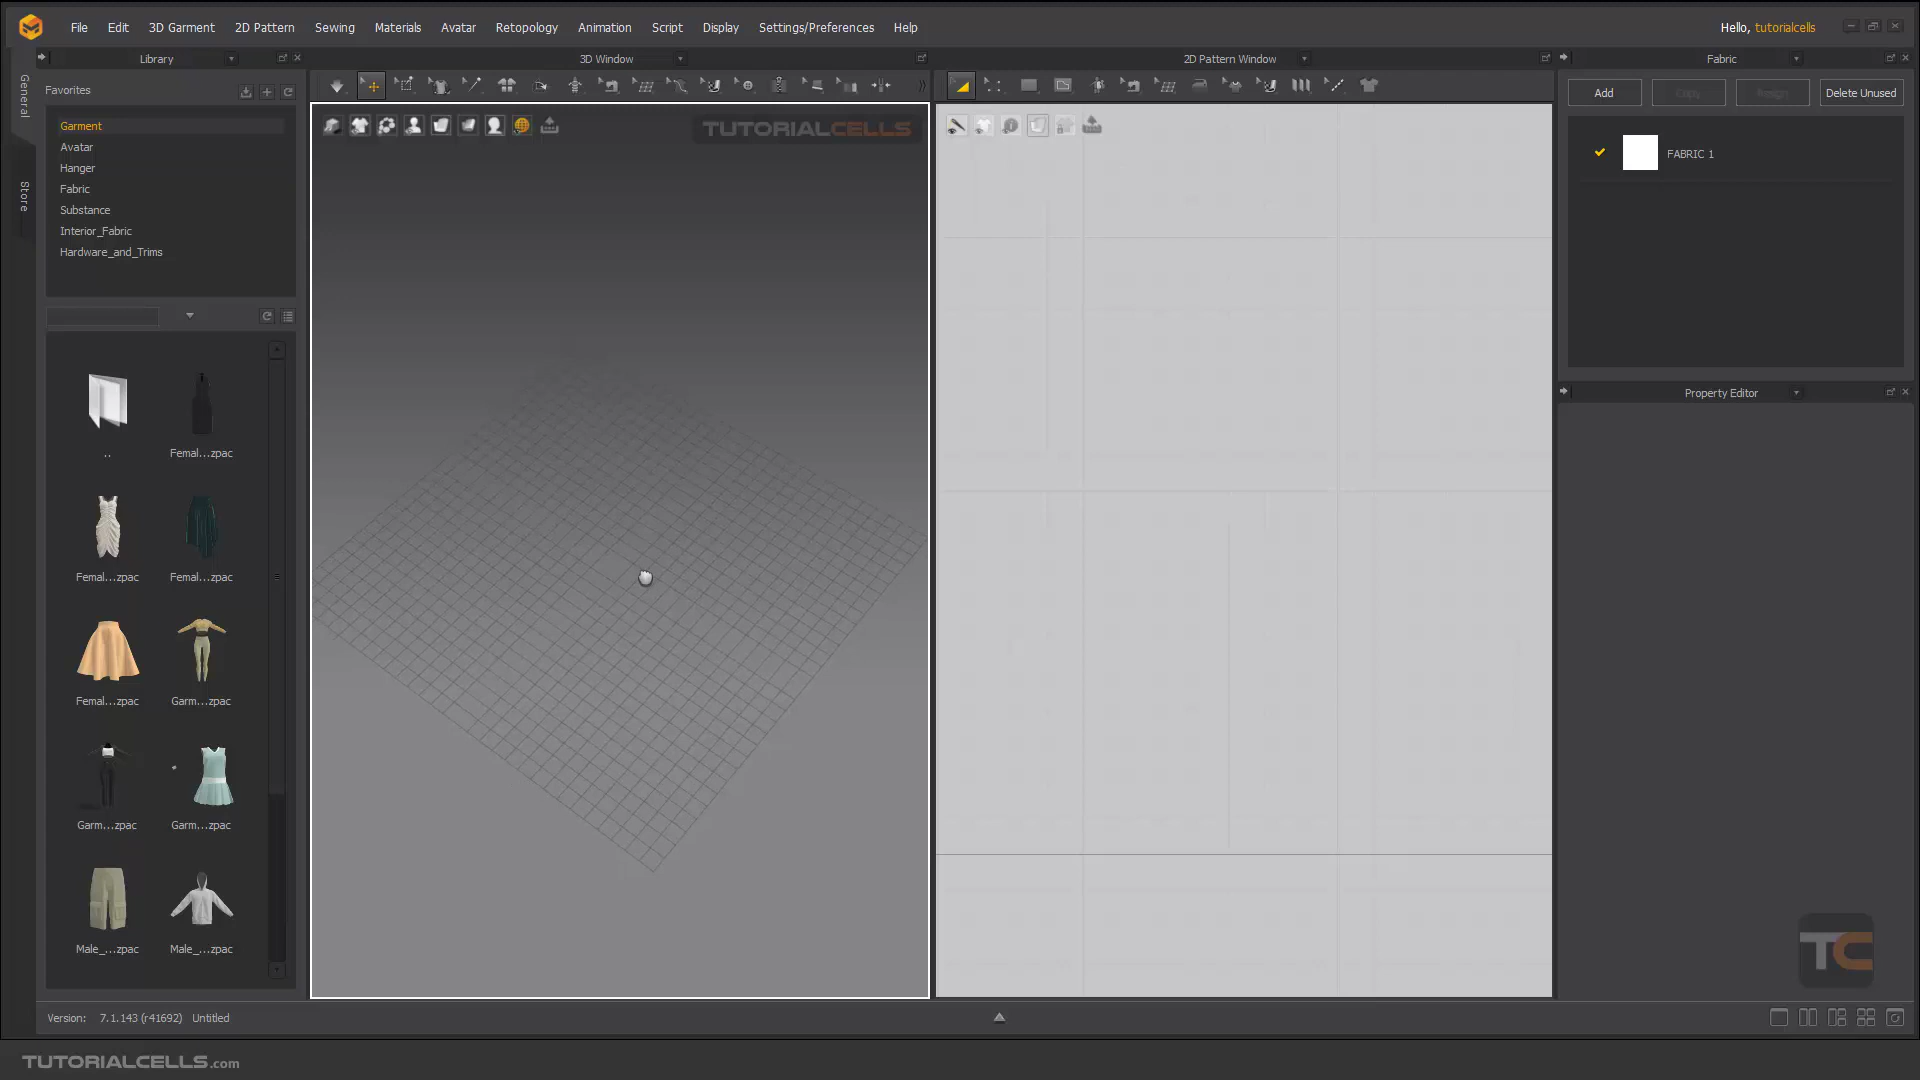 File Edit 3D Garment 2D Pattern Sewing Materials Avatar Retopology Animation Script Display Settings/Preferences Help
Hello, tutorialcells
Library
3D Window
2D Pattern Window
Fabric
General
Store
Favorites
Garment
Avatar
Hanger
Fabric
Substance
Interior_Fabric
Hardware_and_Trims
..
Femal...zpac
Femal...zpac
Femal...zpac
Femal...zpac
Garm...zpac
Garm...zpac
Garm...zpac
Male_...zpac
Male_...zpac
TUTORIALCELLS
Add
Copy
Assign
Delete Unused
FABRIC 1
Property Editor
TC
Version: 7.1.143 (r41692) Untitled
TUTORIALCELLS.com